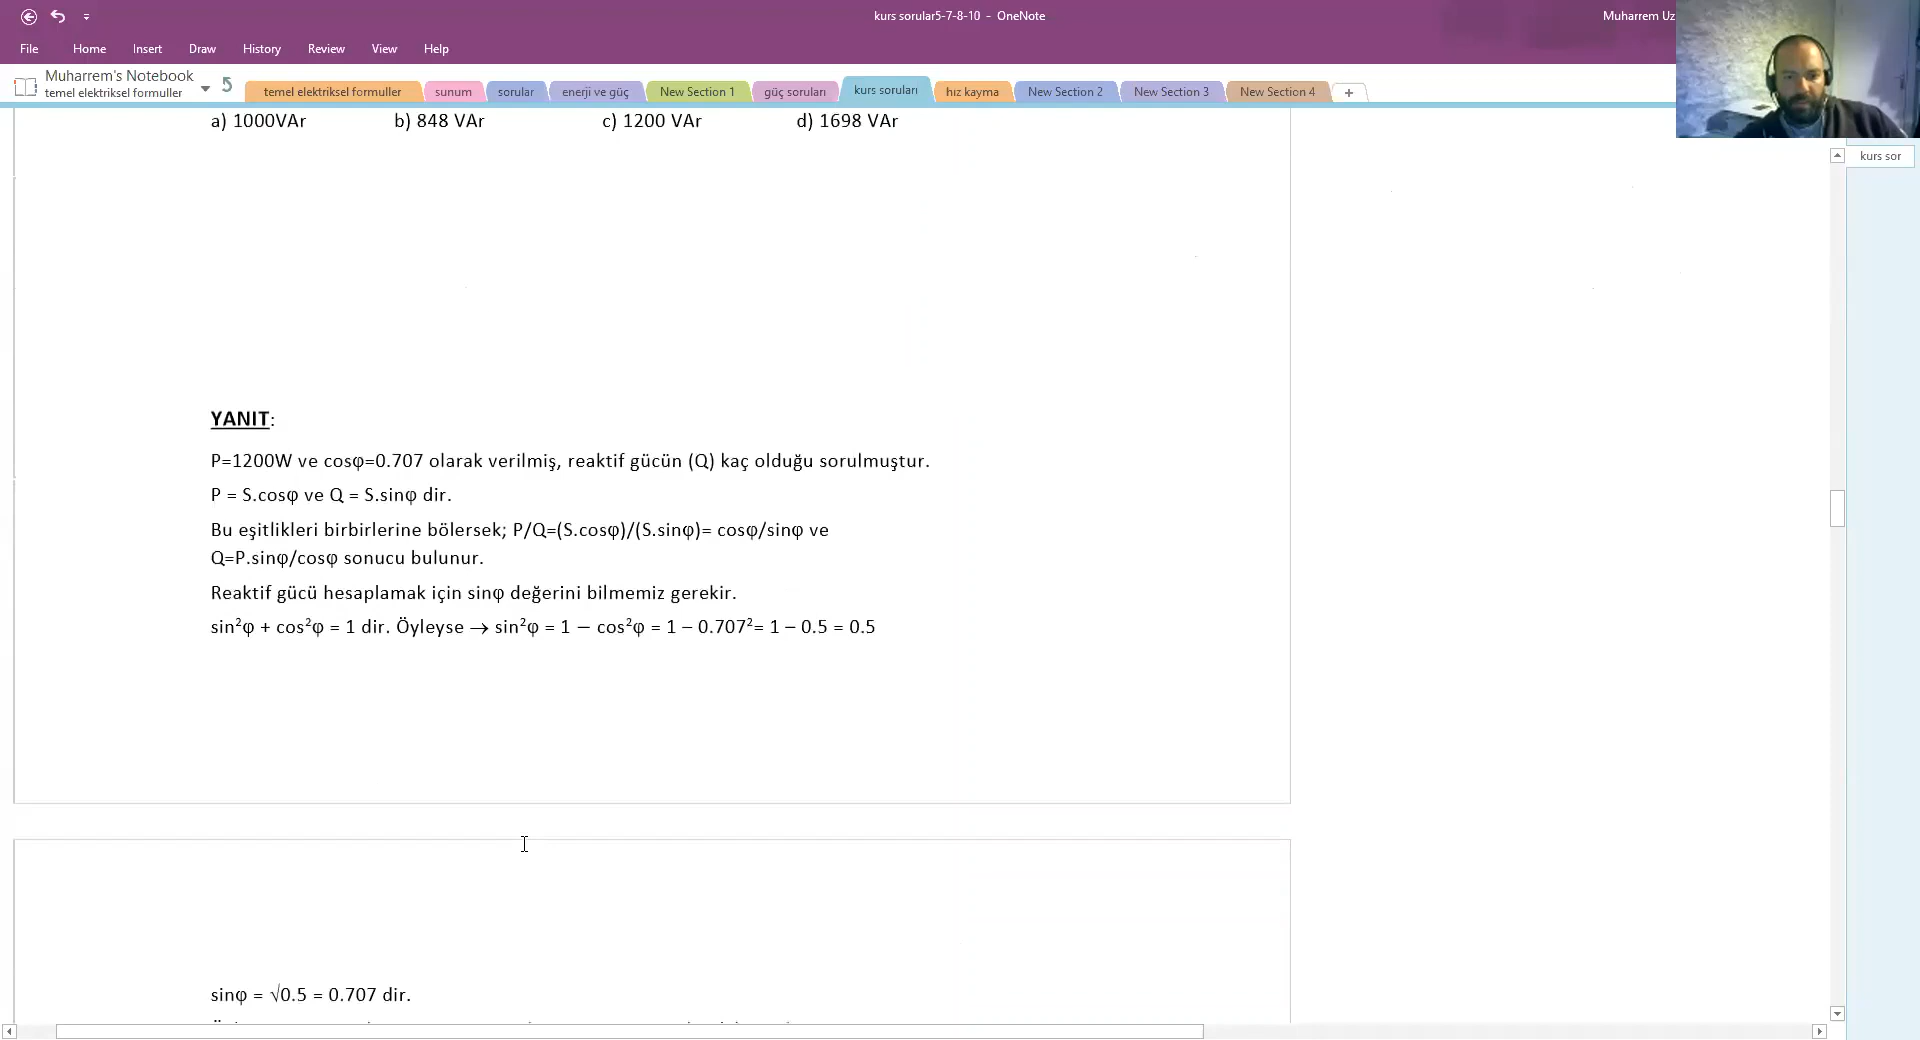 kurs sorular5-7-8-10 - OneNote
Muharrem Uz
File Home Insert Draw History Review View Help
Muharrem's Notebook
temel elektriksel formuller
temel elektriksel formuller sunum sorular enerji ve güç New Section 1 güç soruları kurs soruları hız kayma New Section 2 New Section 3 New Section 4 +
kurs sor
a) 1000VAr b) 848 VAr c) 1200 VAr d) 1698 VAr
YANIT:
P=1200W ve cosφ=0.707 olarak verilmiş, reaktif gücün (Q) kaç olduğu sorulmuştur.
P = S.cosφ ve Q = S.sinφ dir.
Bu eşitlikleri birbirlerine bölersek; P/Q=(S.cosφ)/(S.sinφ)= cosφ/sinφ ve
Q=P.sinφ/cosφ sonucu bulunur.
Reaktif gücü hesaplamak için sinφ değerini bilmemiz gerekir.
sin²φ + cos²φ = 1 dir. Öyleyse → sin²φ = 1 − cos²φ = 1 – 0.707²= 1 – 0.5 = 0.5
sinφ = √0.5 = 0.707 dir.